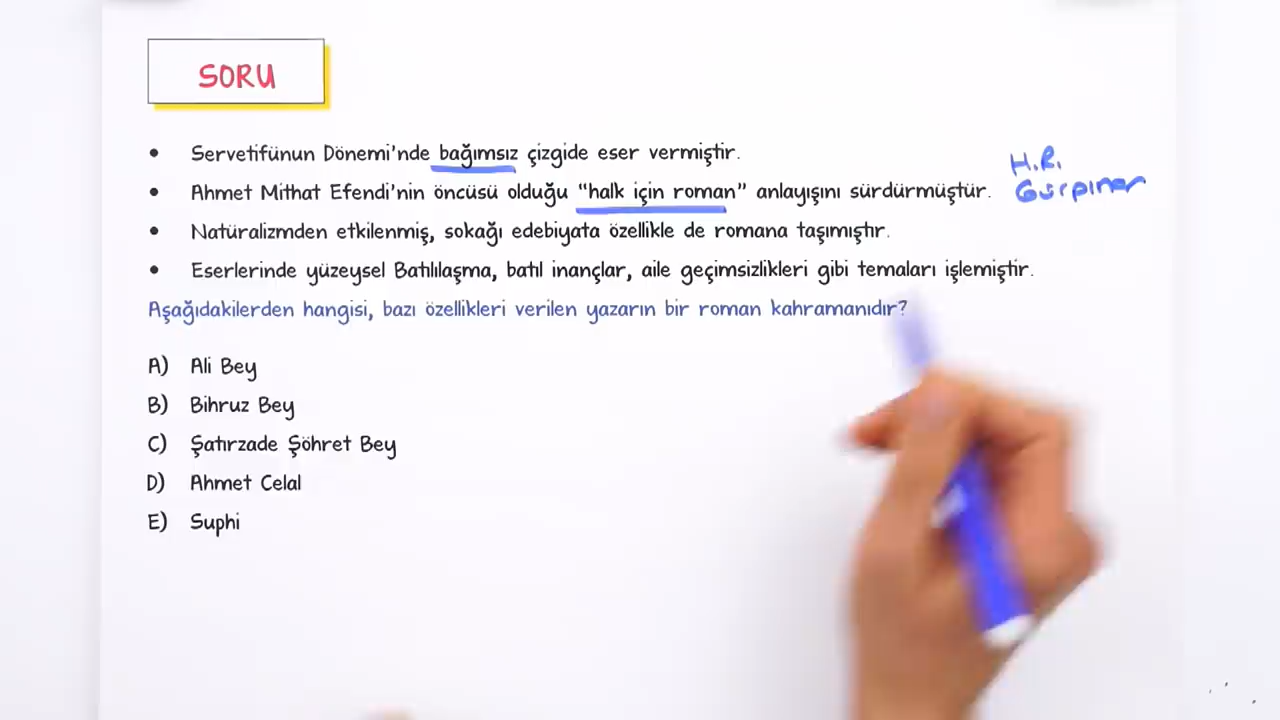 SORU
• Servetifünun Dönemi'nde bağımsız çizgide eser vermiştir.
• Ahmet Mithat Efendi'nin öncüsü olduğu "halk için roman" anlayışını sürdürmüştür.
H.R.
Gürpınar
• Natüralizmden etkilenmiş, sokağı edebiyata özellikle de romana taşımıştır.
• Eserlerinde yüzeysel Batılılaşma, batıl inançlar, aile geçimsizlikleri gibi temaları işlemiştir.
Aşağıdakilerden hangisi, bazı özellikleri verilen yazarın bir roman kahramanıdır?
A) Ali Bey
B) Bihruz Bey
C) Şatırzade Şöhret Bey
D) Ahmet Celal
E) Suphi